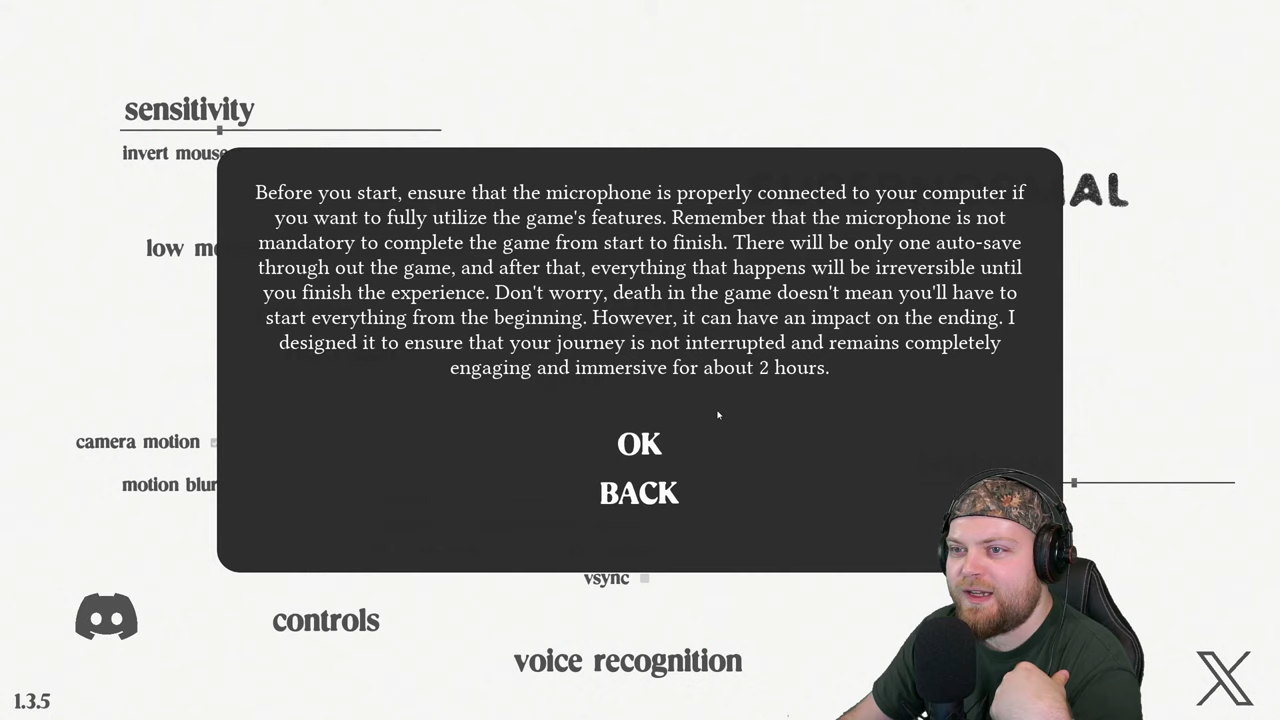 sensitivity
invert mouse
AL
Before you start, ensure that the microphone is properly connected to your computer if
you want to fully utilize the game's features. Remember that the microphone is not
mandatory to complete the game from start to finish. There will be only one auto-save
through out the game, and after that, everything that happens will be irreversible until
you finish the experience. Don't worry, death in the game doesn't mean you'll have to
start everything from the beginning. However, it can have an impact on the ending. I
designed it to ensure that your journey is not interrupted and remains completely
engaging and immersive for about 2 hours.
low mo
camera motion
OK
motion blur
BACK
vsync
controls
voice recognition
1.3.5